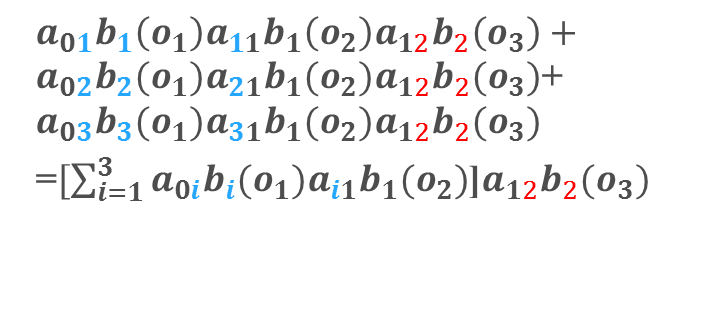 a₀₁b₁(o₁)a₁₁b₁(o₂)a₁₂b₂(o₃) +
a₀₂b₂(o₁)a₂₁b₁(o₂)a₁₂b₂(o₃)+
a₀₃b₃(o₁)a₃₁b₁(o₂)a₁₂b₂(o₃)
=[∑³ᵢ₌₁ a₀ᵢbᵢ(o₁)aᵢ₁b₁(o₂)]a₁₂b₂(o₃)